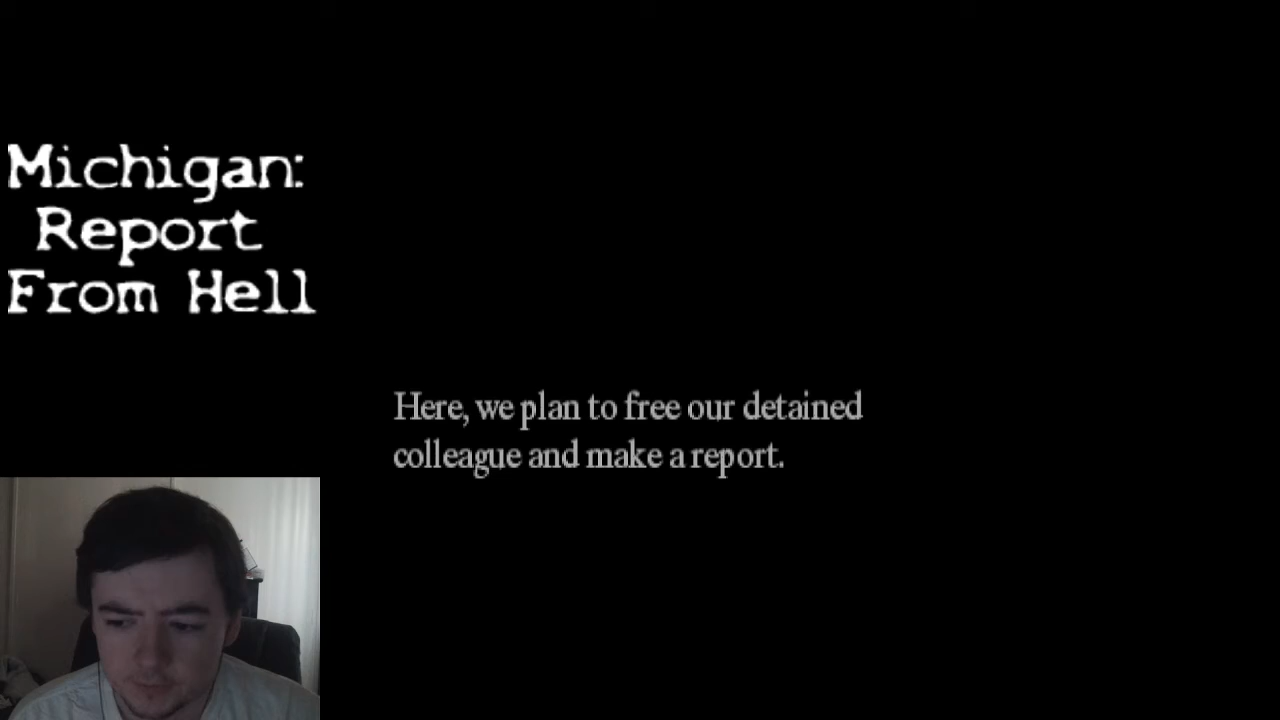 Michigan:
Report
From Hell
Here, we plan to free our detained
colleague and make a report.